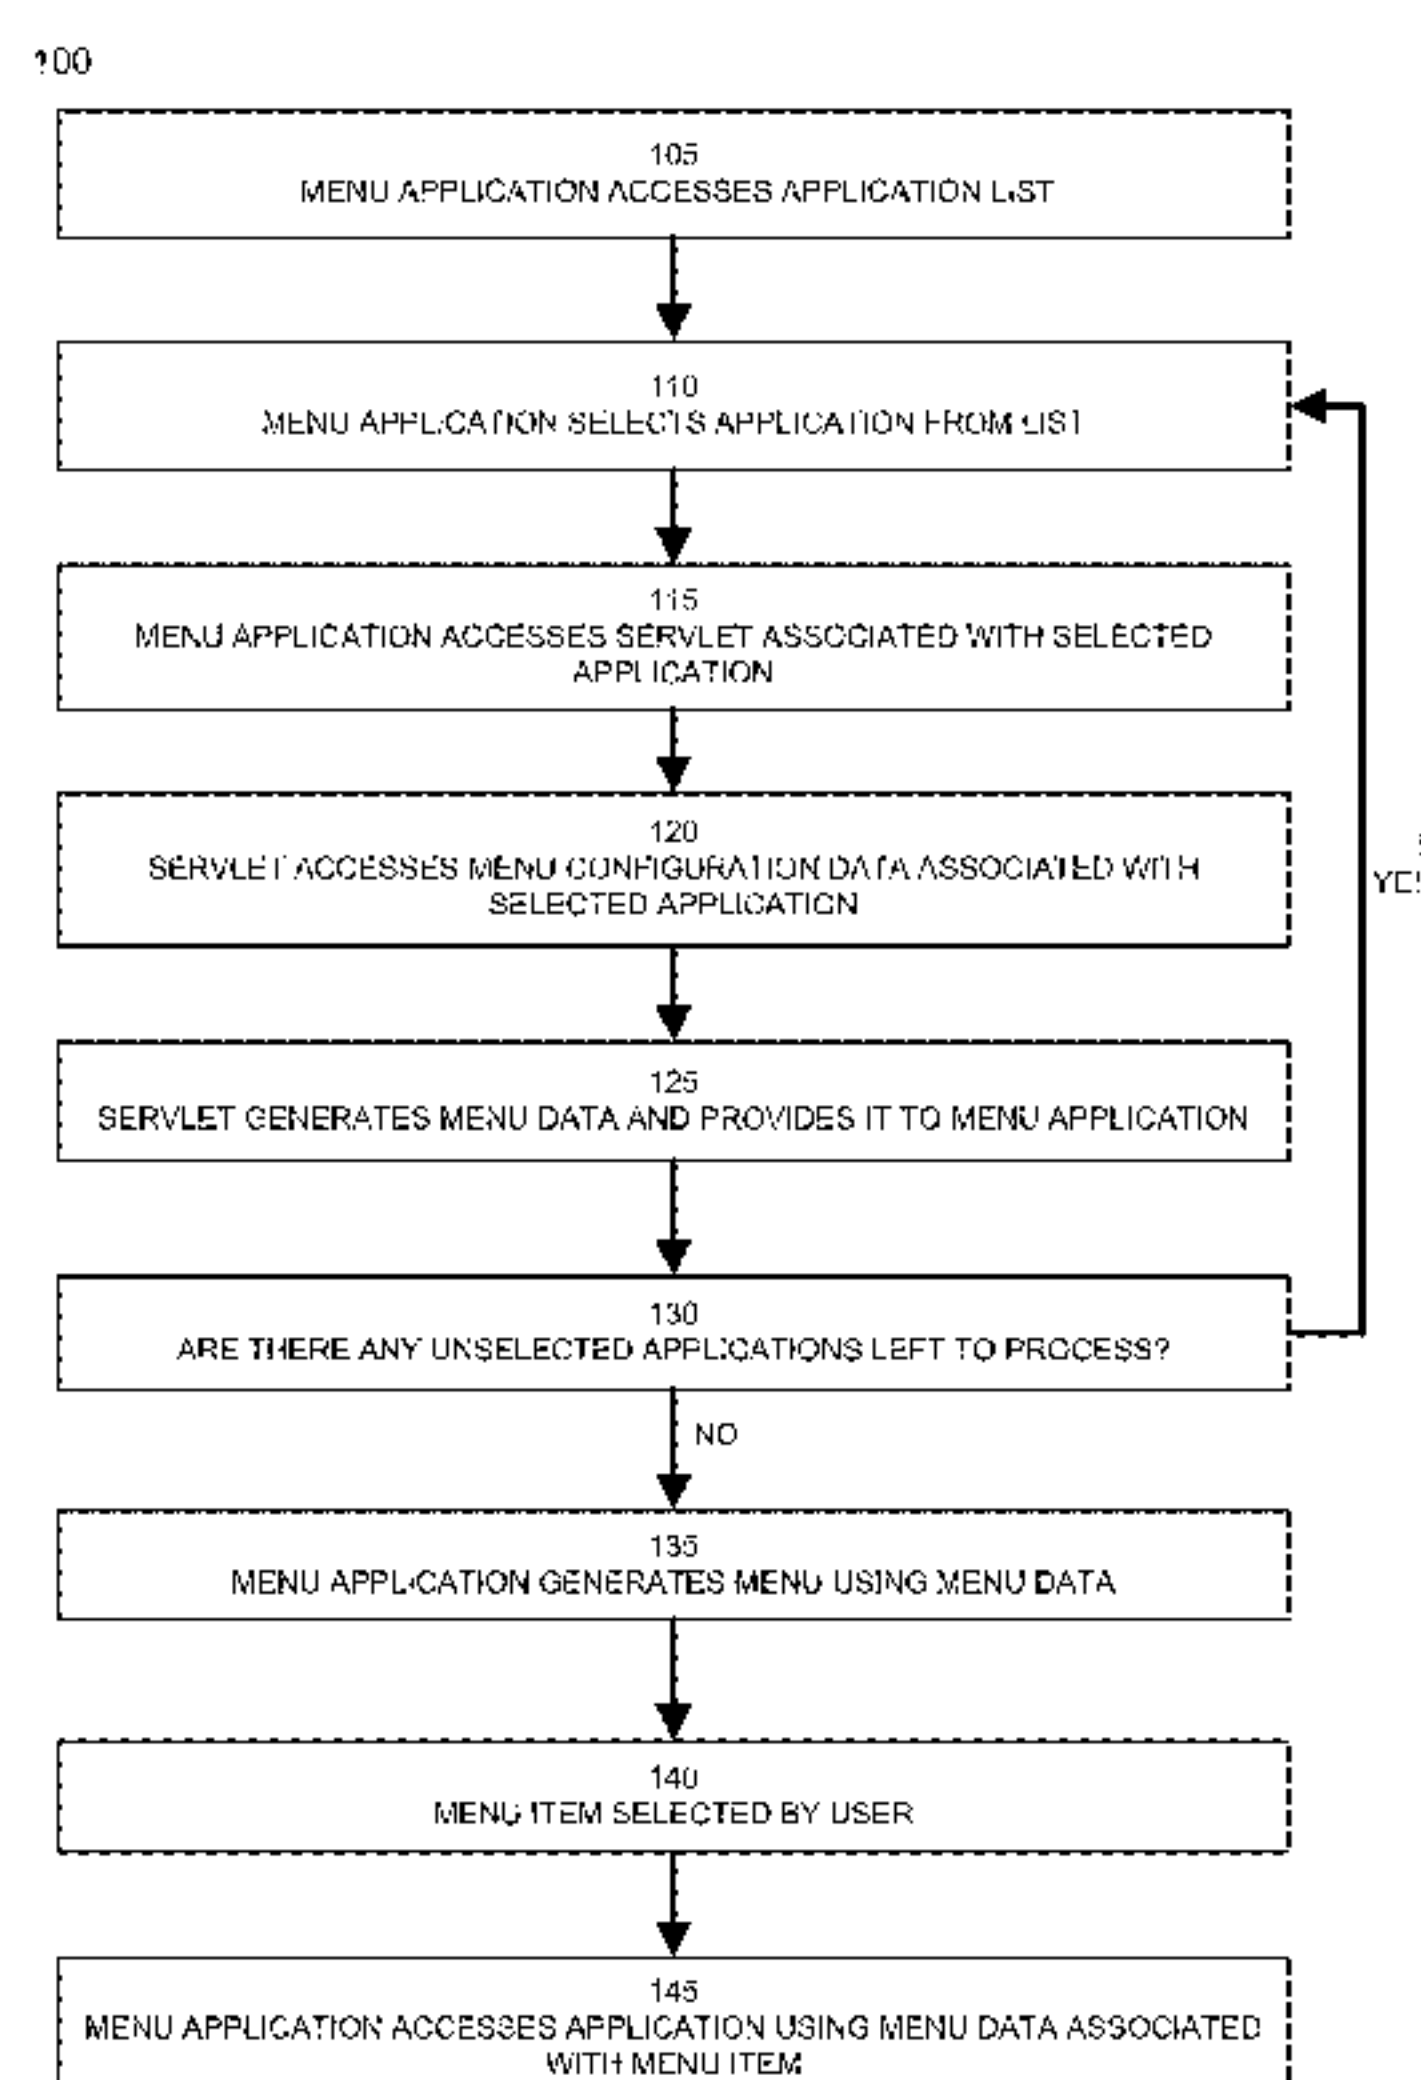 100
105
MENU APPLICATION ACCESSES APPLICATION LIST
110
MENU APPLICATION SELECTS APPLICATION FROM LIST
115
MENU APPLICATION ACCESSES SERVLET ASSOCIATED WITH SELECTED
APPLICATION
120
SERVLET ACCESSES MENU CONFIGURATION DATA ASSOCIATED WITH
SELECTED APPLICATION
YES
125
SERVLET GENERATES MENU DATA AND PROVIDES IT TO MENU APPLICATION
130
ARE THERE ANY UNSELECTED APPLICATIONS LEFT TO PROCESS?
NO
135
MENU APPLICATION GENERATES MENU USING MENU DATA
140
MENU ITEM SELECTED BY USER
145
MENU APPLICATION ACCESSES APPLICATION USING MENU DATA ASSOCIATED
WITH MENU ITEM